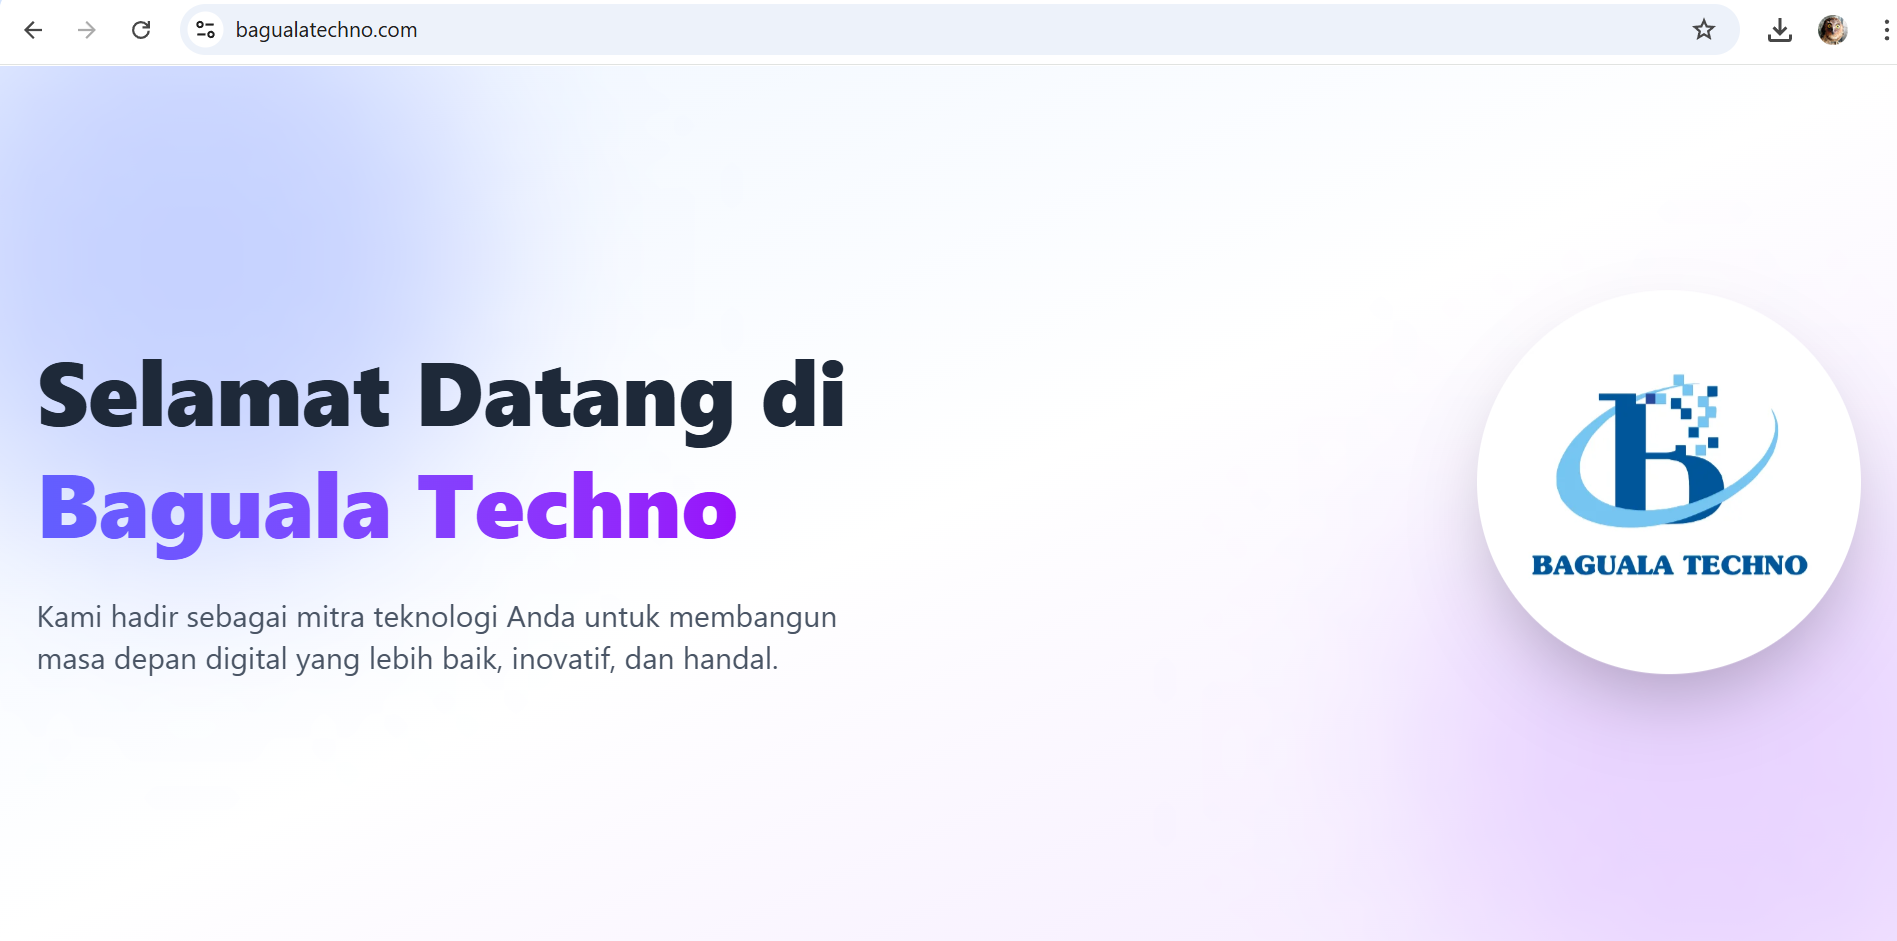 bagualatechno.com
Selamat Datang di
Baguala Techno
Kami hadir sebagai mitra teknologi Anda untuk membangun
masa depan digital yang lebih baik, inovatif, dan handal.
B
BAGUALA TECHNO